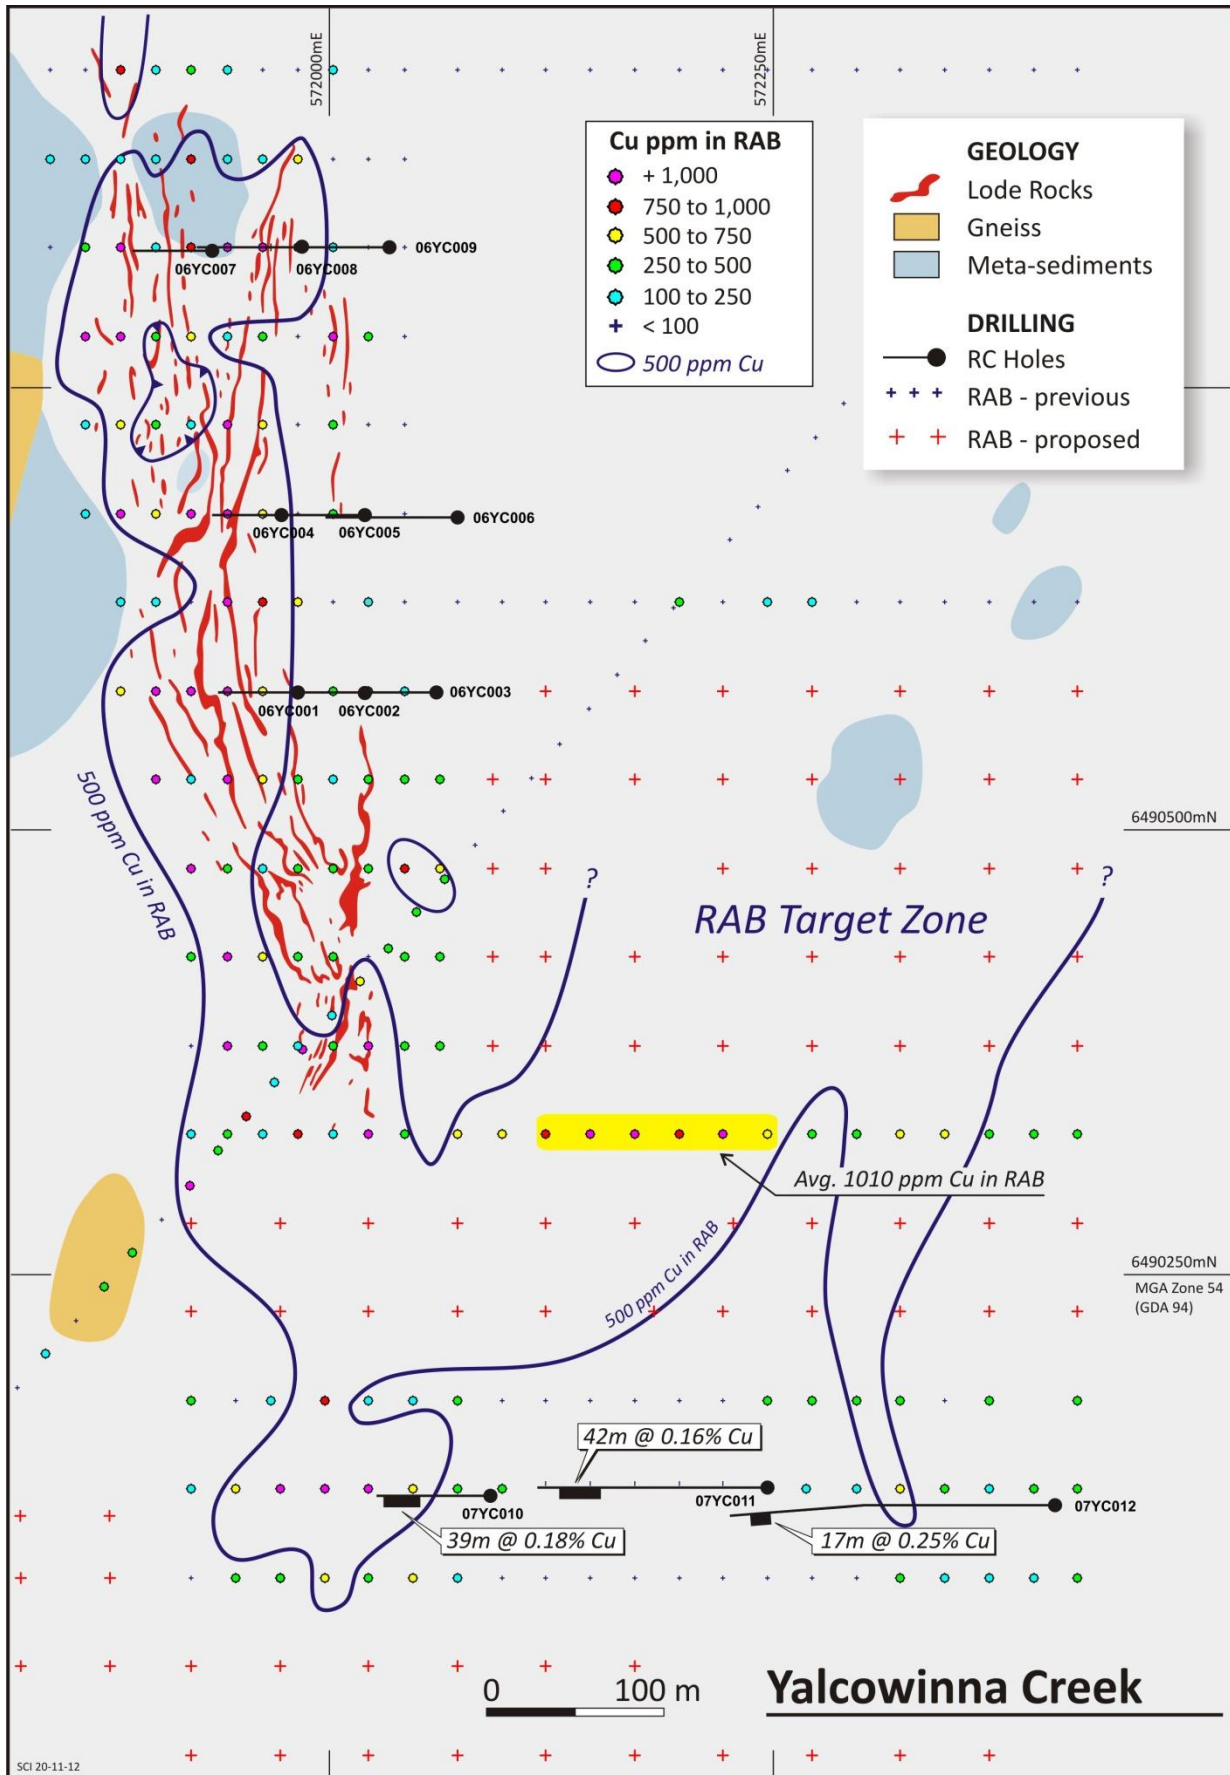 572000mE
572250mE
Cu ppm in RAB
+ 1,000
750 to 1,000
500 to 750
250 to 500
100 to 250
< 100
500 ppm Cu
GEOLOGY
Lode Rocks
Gneiss
Meta-sediments
DRILLING
RC Holes
RAB - previous
RAB - proposed
06YC009
06YC007
06YC008
06YC006
06YC004
06YC005
06YC003
06YC001
06YC002
500 ppm Cu in RAB
6490500mN
?
?
RAB Target Zone
Avg. 1010 ppm Cu in RAB
500 ppm Cu in RAB
6490250mN
MGA Zone 54
(GDA 94)
42m @ 0.16% Cu
07YC011
07YC010
07YC012
39m @ 0.18% Cu
17m @ 0.25% Cu
0
100 m
Yalcowinna Creek
SCI 20-11-12